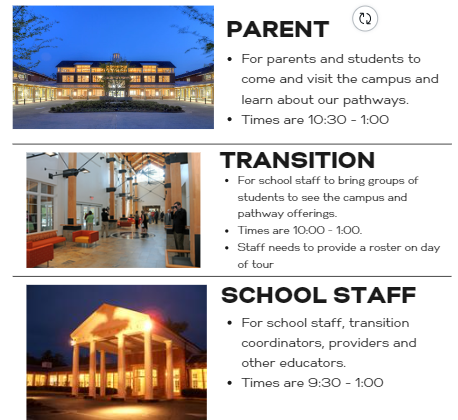 PARENT
• For parents and students to
come and visit the campus and
learn about our pathways.
• Times are 10:30 - 1:00
TRANSITION
• For school staff to bring groups of
students to see the campus and
pathway offerings.
• Times are 10:00 - 1:00.
• Staff needs to provide a roster on day
of tour
SCHOOL STAFF
• For school staff, transition
coordinators, providers and
other educators.
• Times are 9:30 - 1:00